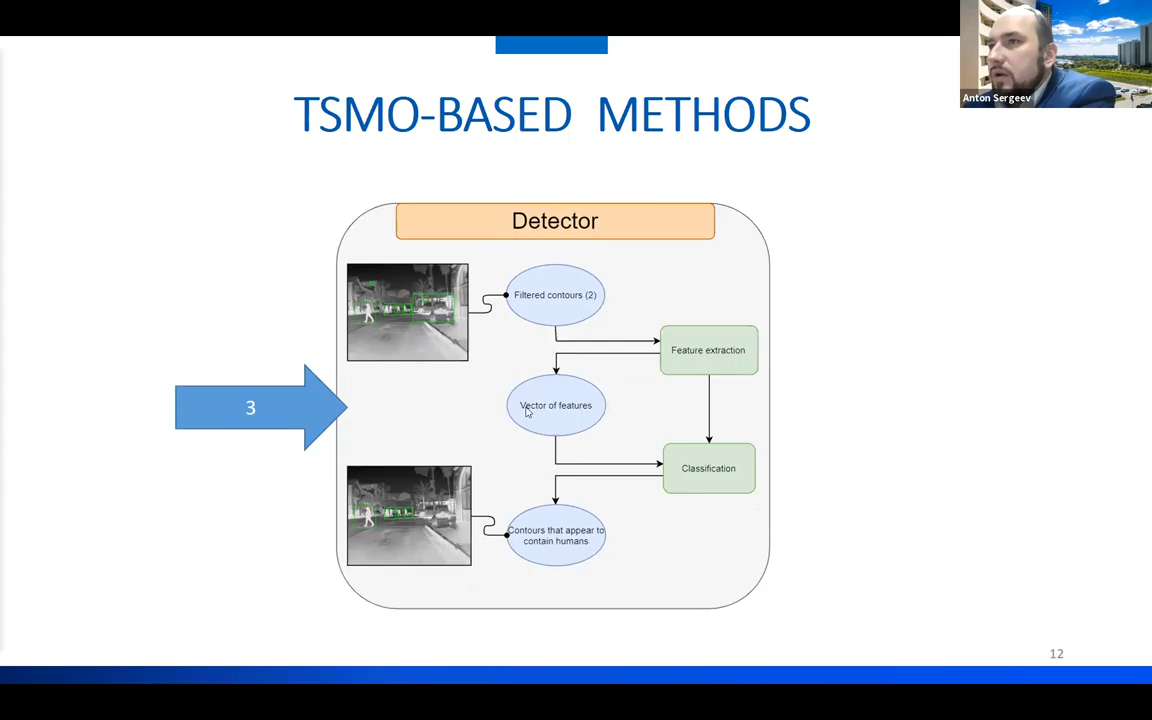 Anton Sergeev
TSMO-BASED METHODS
Detector
Filtered contours (2)
Feature extraction
3
Vector of features
Classification
Contours that appear to
contain humans
12